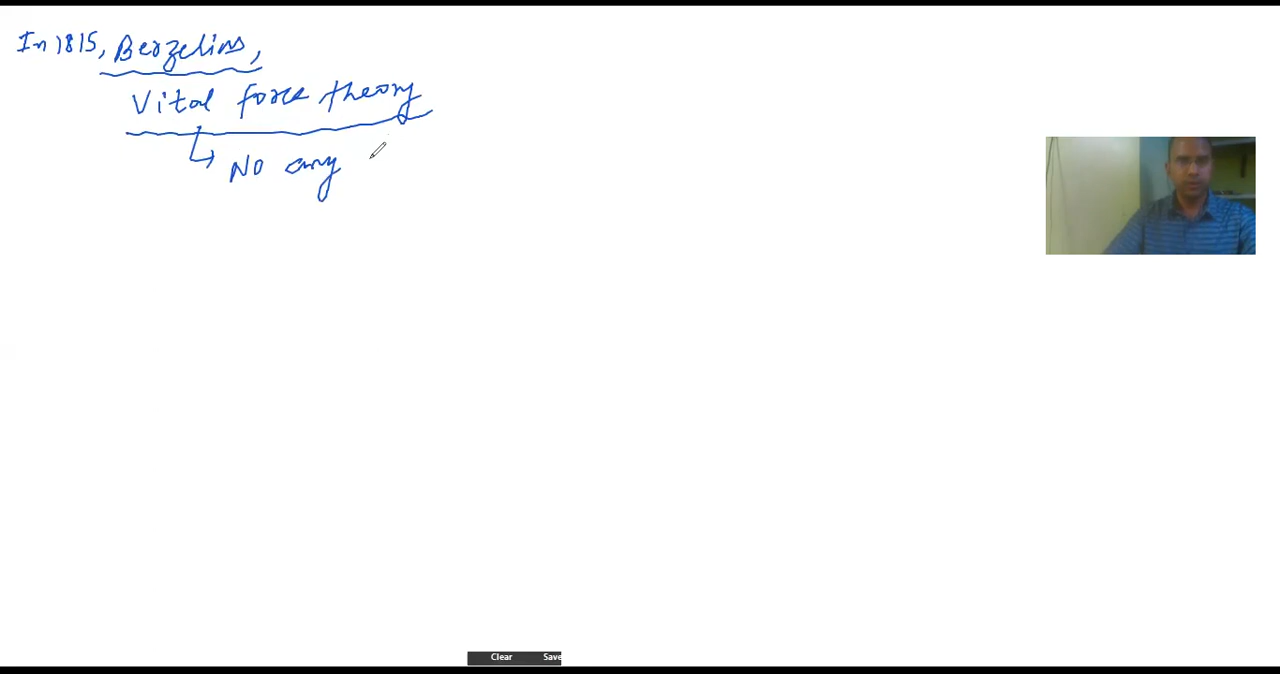 In 1815, Berzelius,
Vital force theory
↳ No any
Clear Save